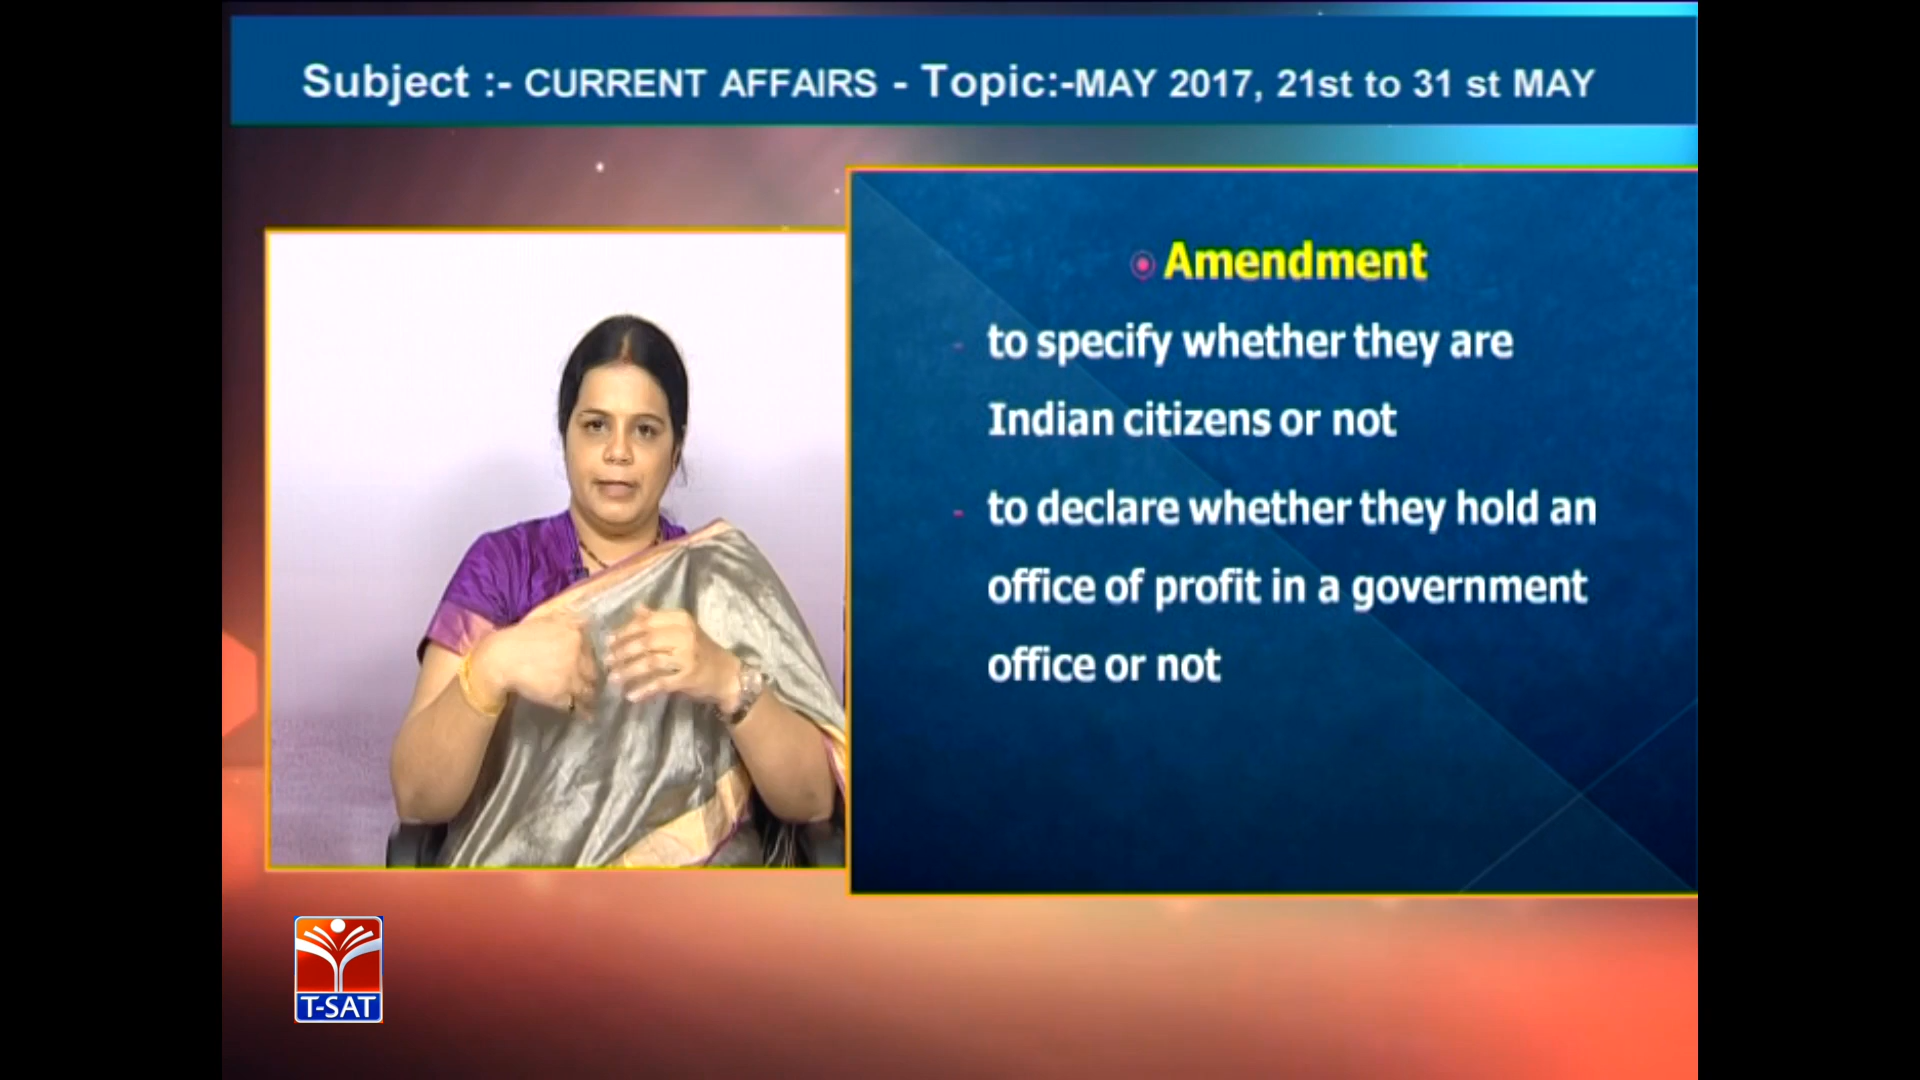 Subject :- CURRENT AFFAIRS - Topic:-MAY 2017, 21st to 31 st MAY
Amendment
- to specify whether they are
Indian citizens or not
- to declare whether they hold an
office of profit in a government
office or not
T-SAT